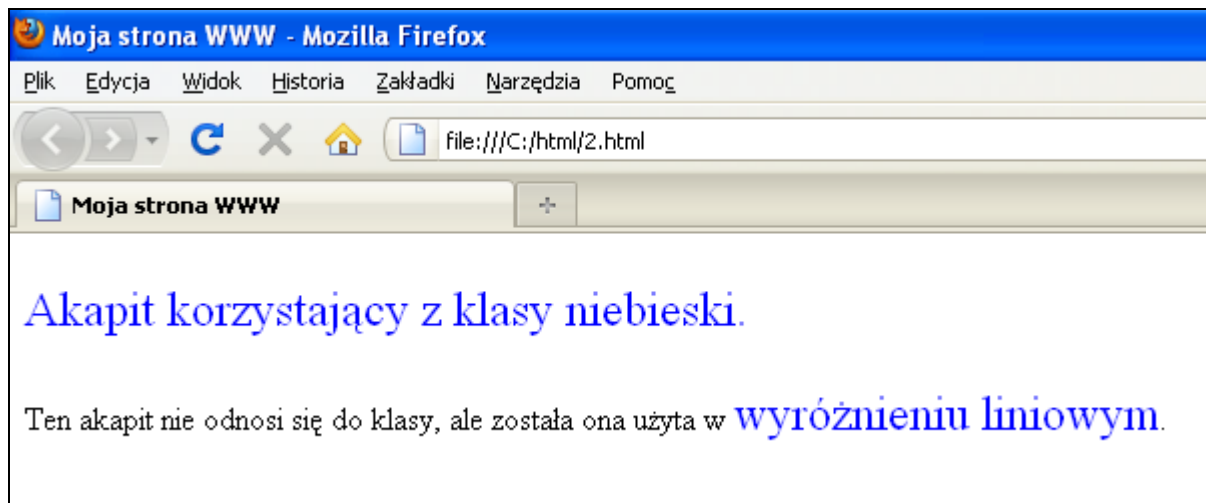 Moja strona WWW - Mozilla Firefox
Plik Edycja Widok Historia Zakładki Narzędzia Pomoc
file:///C:/html/2.html
Moja strona WWW
Akapit korzystający z klasy niebieski.
Ten akapit nie odnosi się do klasy, ale została ona użyta w wyróżnieniu liniowym.